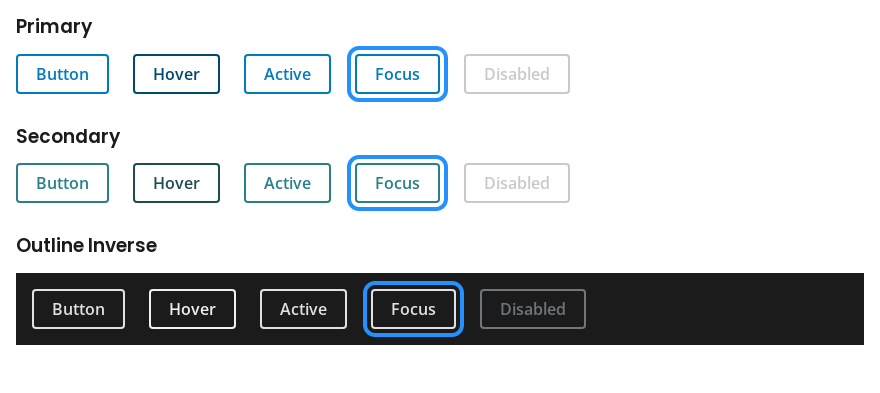 Primary
Button Hover Active Focus Disabled
Secondary
Button Hover Active Focus Disabled
Outline Inverse
Button Hover Active Focus Disabled